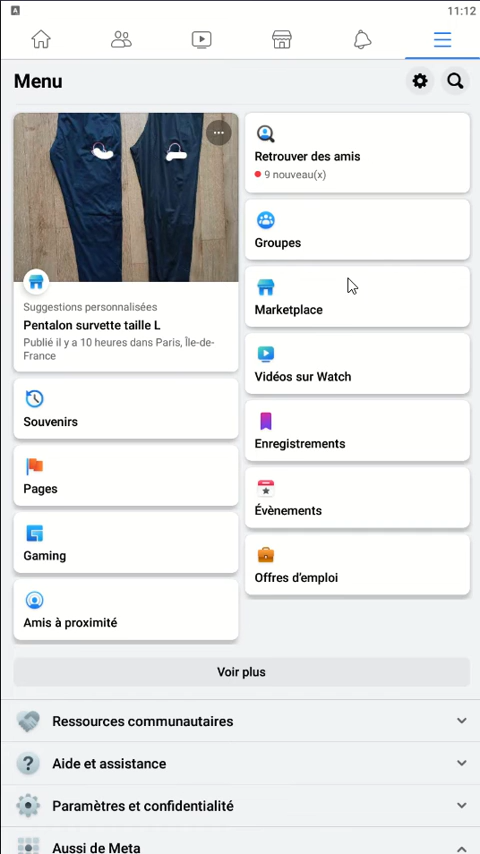 A
11:12
Menu
Suggestions personnalisées
Pentalon survette taille L
Publié il y a 10 heures dans Paris, Île-de-
France
Souvenirs
Pages
Gaming
Amis à proximité
Retrouver des amis
9 nouveau(x)
Groupes
Marketplace
Vidéos sur Watch
Enregistrements
Évènements
Offres d'emploi
Voir plus
Ressources communautaires
Aide et assistance
Paramètres et confidentialité
Aussi de Meta